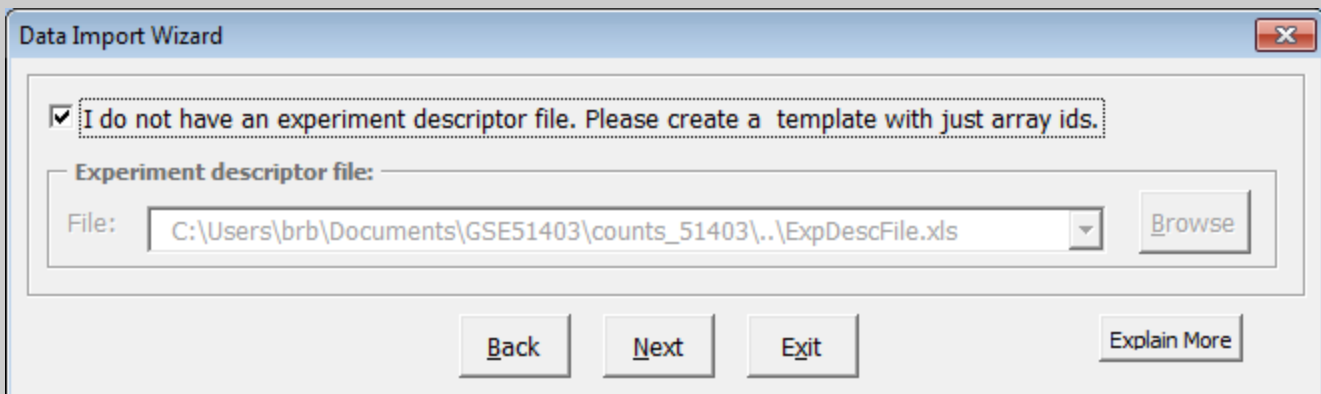 Data Import Wizard
I do not have an experiment descriptor file. Please create a  template with just array ids.
Experiment descriptor file:
File: C:\Users\brb\Documents\GSE51403\counts_51403\..\ExpDescFile.xls Browse
Back Next Exit Explain More